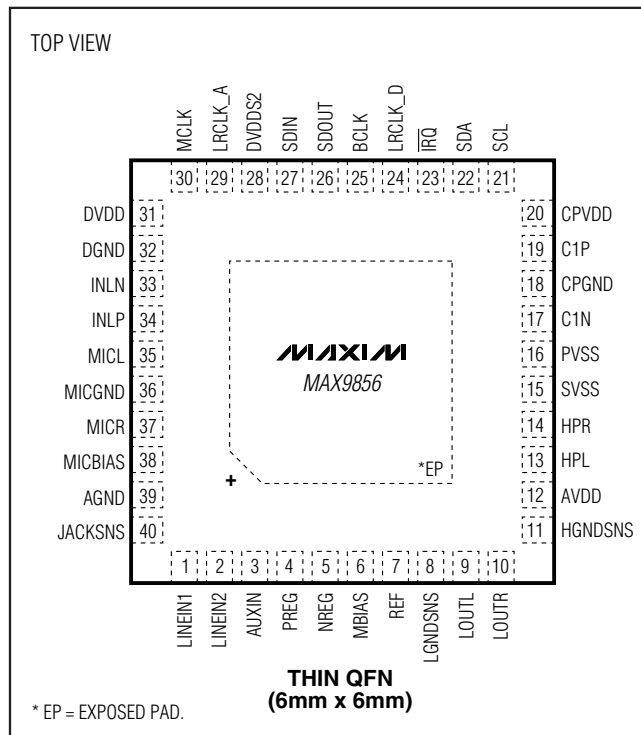 TOP VIEW
MCLK
LRCLK_A
DVDDS2
SDIN
SDOUT
BCLK
LRCLK_D
IRQ
SDA
SCL
30 29 28 27 26 25 24 23 22 21
DVDD 31
DGND 32
INLN 33
INLP 34
MICL 35
MICGND 36
MICR 37
MICBIAS 38
AGND 39
JACKSNS 40
20 CPVDD
19 C1P
18 CPGND
17 C1N
16 PVSS
15 SVSS
14 HPR
13 HPL
12 AVDD
11 HGNDSNS
MAXIM
MAX9856
*EP
+
1 2 3 4 5 6 7 8 9 10
LINEIN1
LINEIN2
AUXIN
PREG
NREG
MBIAS
REF
LGNDSNS
LOUTL
LOUTR
THIN QFN
(6mm x 6mm)
* EP = EXPOSED PAD.